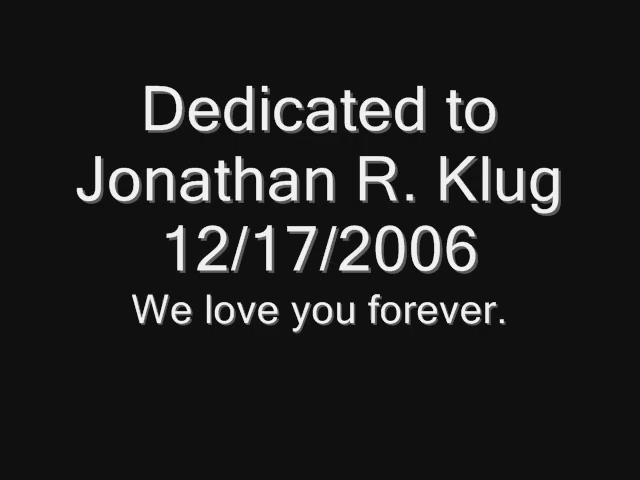 Dedicated to
Jonathan R. Klug
12/17/2006
We love you forever.